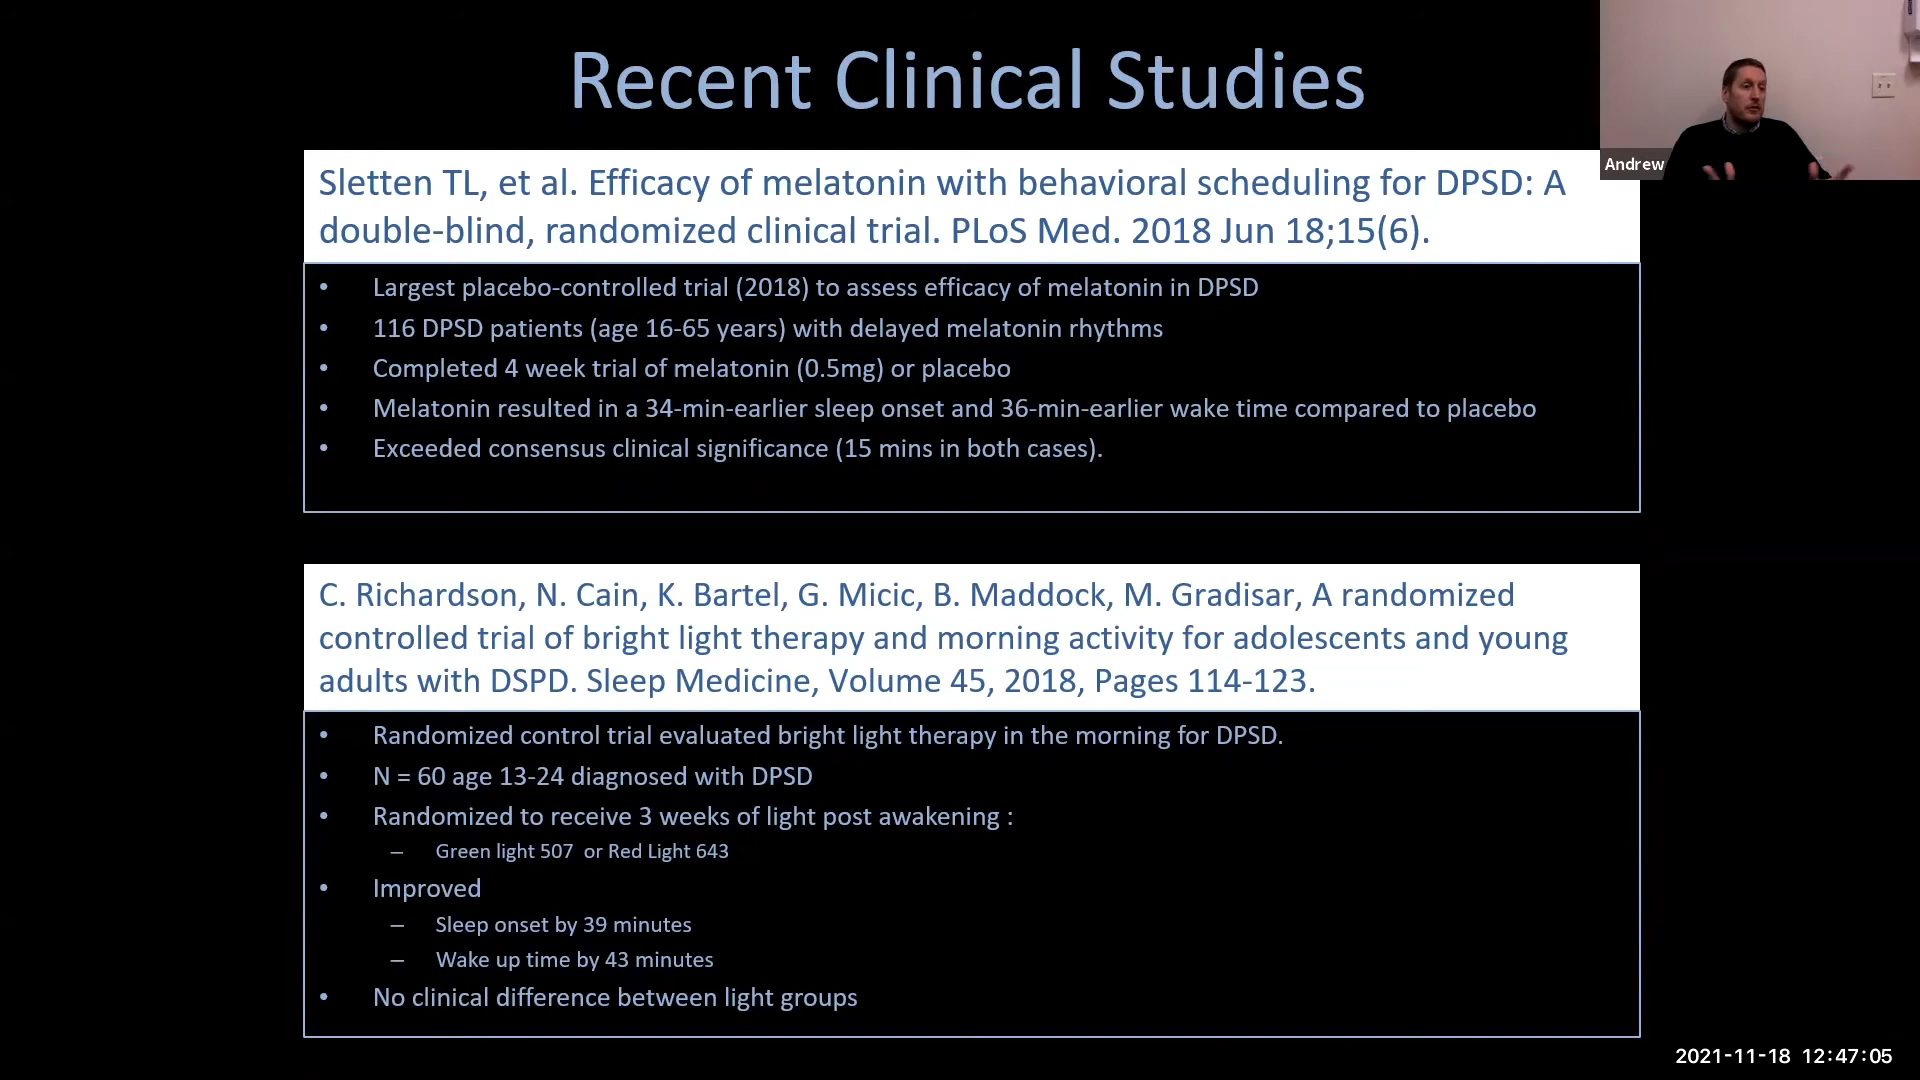 Recent Clinical Studies
Andrew
Sletten TL, et al. Efficacy of melatonin with behavioral scheduling for DPSD: A
double-blind, randomized clinical trial. PLoS Med. 2018 Jun 18;15(6).
• Largest placebo-controlled trial (2018) to assess efficacy of melatonin in DPSD
• 116 DPSD patients (age 16-65 years) with delayed melatonin rhythms
• Completed 4 week trial of melatonin (0.5mg) or placebo
• Melatonin resulted in a 34-min-earlier sleep onset and 36-min-earlier wake time compared to placebo
• Exceeded consensus clinical significance (15 mins in both cases).
C. Richardson, N. Cain, K. Bartel, G. Micic, B. Maddock, M. Gradisar, A randomized
controlled trial of bright light therapy and morning activity for adolescents and young
adults with DSPD. Sleep Medicine, Volume 45, 2018, Pages 114-123.
• Randomized control trial evaluated bright light therapy in the morning for DPSD.
• N = 60 age 13-24 diagnosed with DPSD
• Randomized to receive 3 weeks of light post awakening :
– Green light 507  or Red Light 643
• Improved
– Sleep onset by 39 minutes
– Wake up time by 43 minutes
• No clinical difference between light groups
2021-11-18 12:47:05